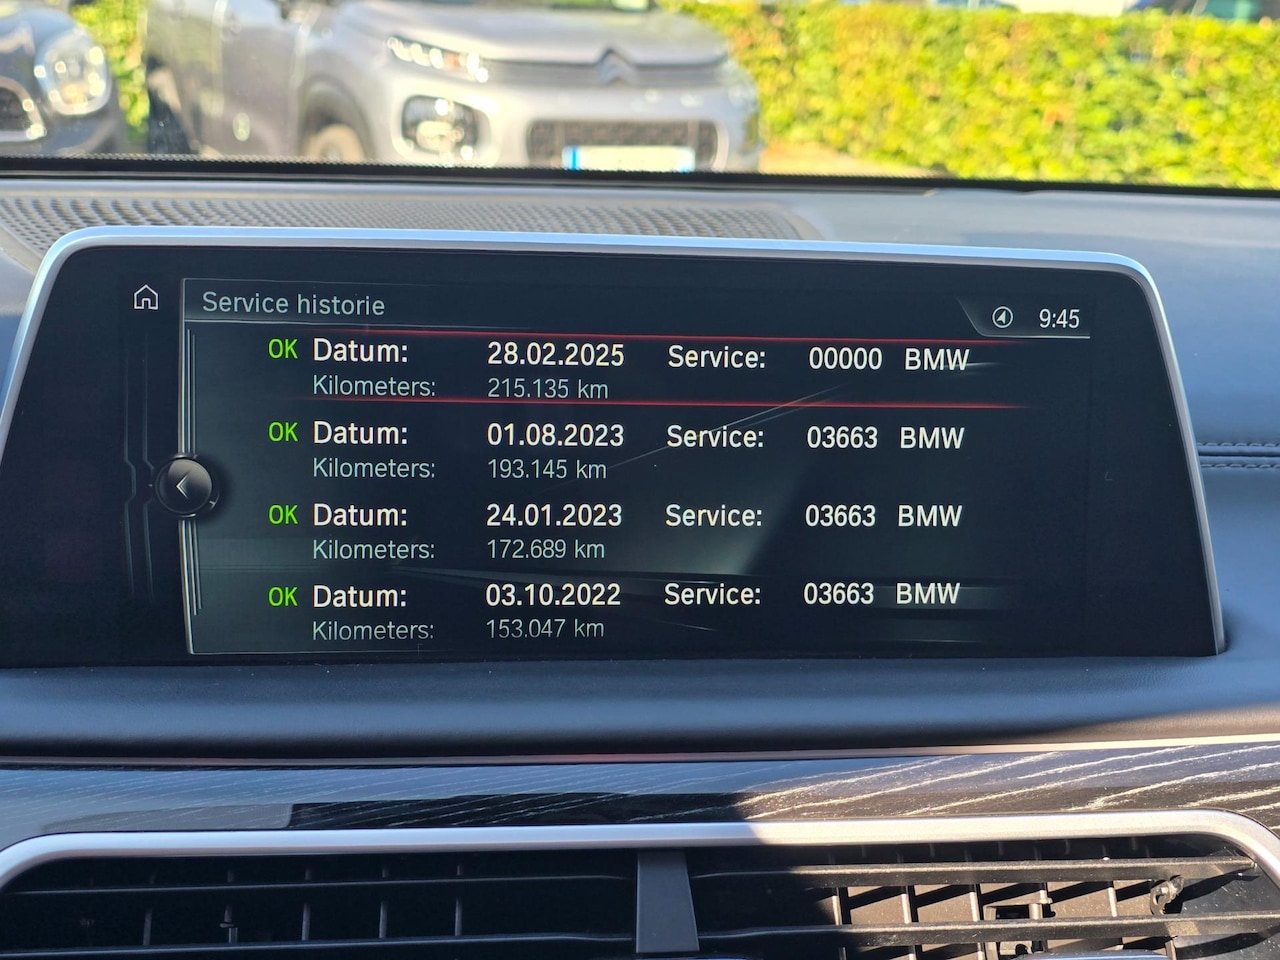 Service historie
9:45
OK Datum: 28.02.2025 Service: 00000 BMW
Kilometers: 215.135 km
OK Datum: 01.08.2023 Service: 03663 BMW
Kilometers: 193.145 km
OK Datum: 24.01.2023 Service: 03663 BMW
Kilometers: 172.689 km
OK Datum: 03.10.2022 Service: 03663 BMW
Kilometers: 153.047 km